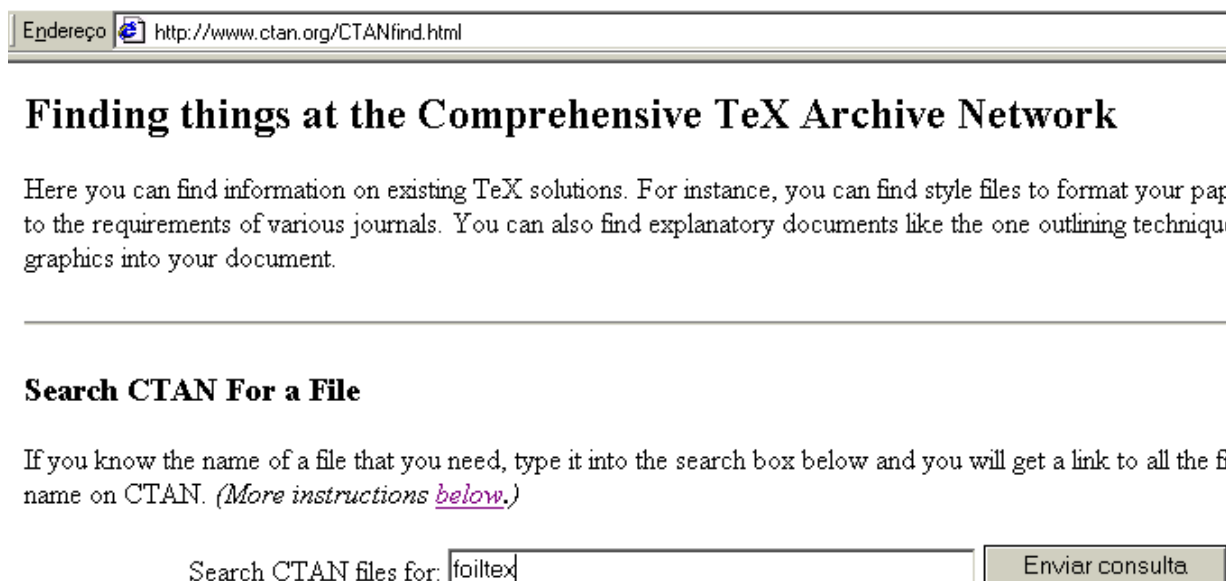 Endereço http://www.ctan.org/CTANfind.html
Finding things at the Comprehensive TeX Archive Network
Here you can find information on existing TeX solutions. For instance, you can find style files to format your
to the requirements of various journals. You can also find explanatory documents like the one outlining
graphics into your document.
Search CTAN For a File
If you know the name of a file that you need, type it into the search box below and you will get a link to all the
name on CTAN. (More instructions below.)
Search CTAN files for: foiltex Enviar consulta